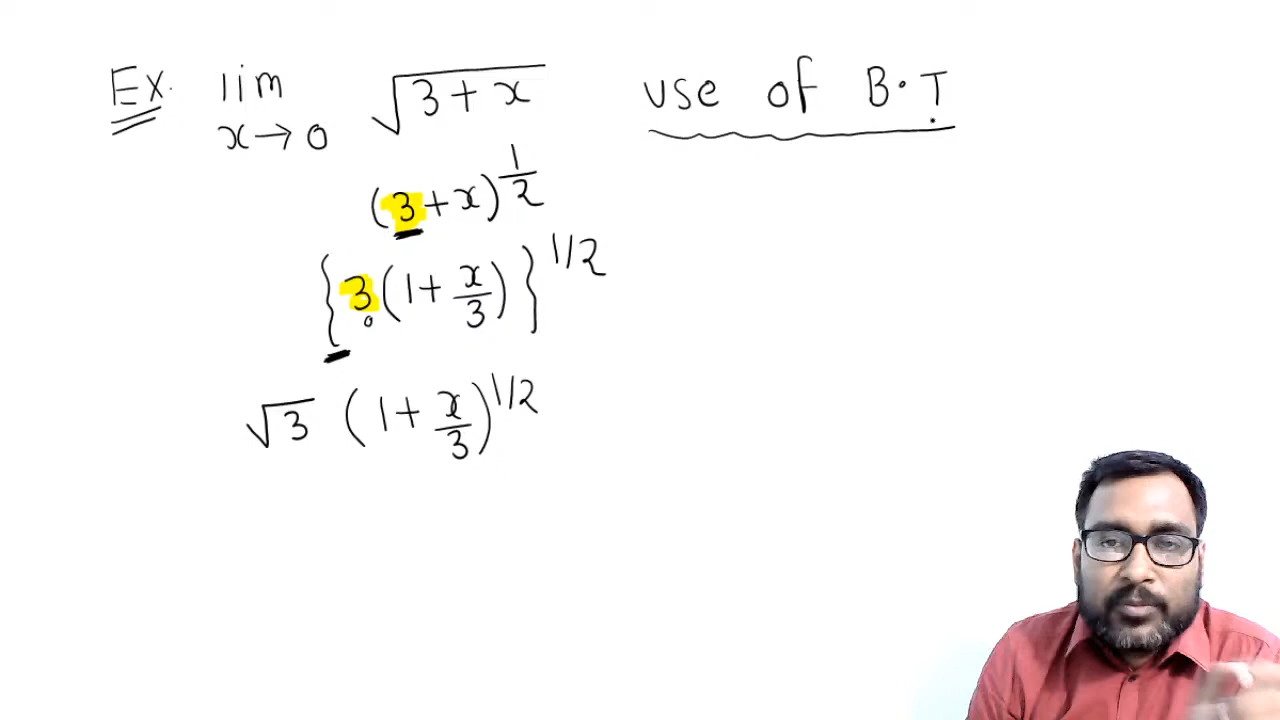 Ex. lim x→0 √(3+x) use of B.T
(3+x)^1/2
{3(1+x/3)}^1/2
√3 (1+x/3)^1/2